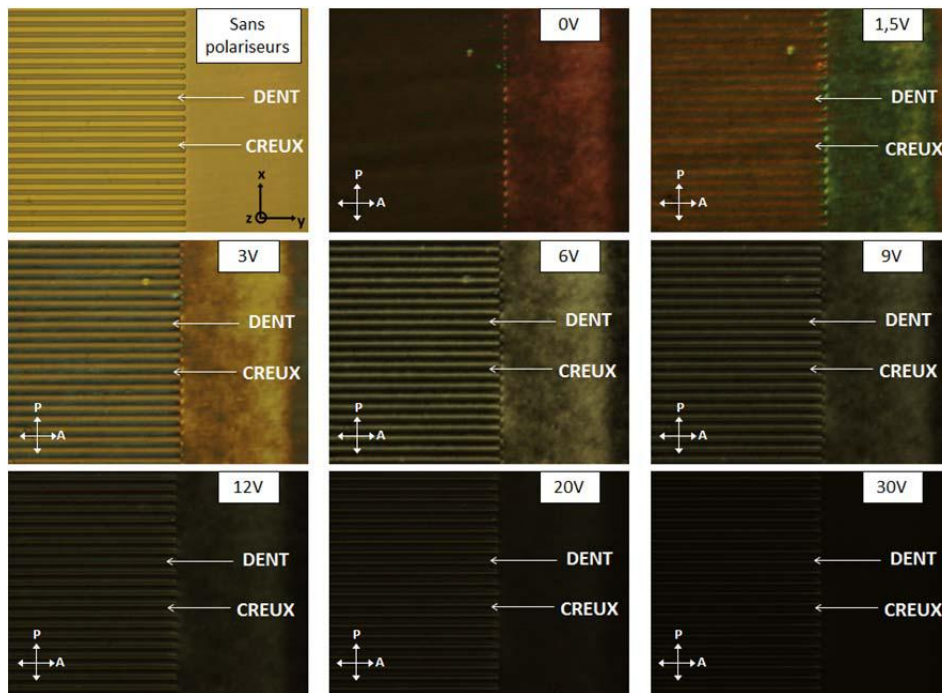 Sans
polariseurs
DENT
CREUX
x
z
y
0V
P
A
1,5V
DENT
CREUX
P
A
3V
DENT
CREUX
P
A
6V
DENT
CREUX
P
A
9V
DENT
CREUX
P
A
12V
DENT
CREUX
P
A
20V
DENT
CREUX
P
A
30V
DENT
CREUX
P
A